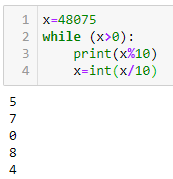 1 x=48075
2 while (x>0):
3     print(x%10)
4     x=int(x/10)
5
7
0
8
4